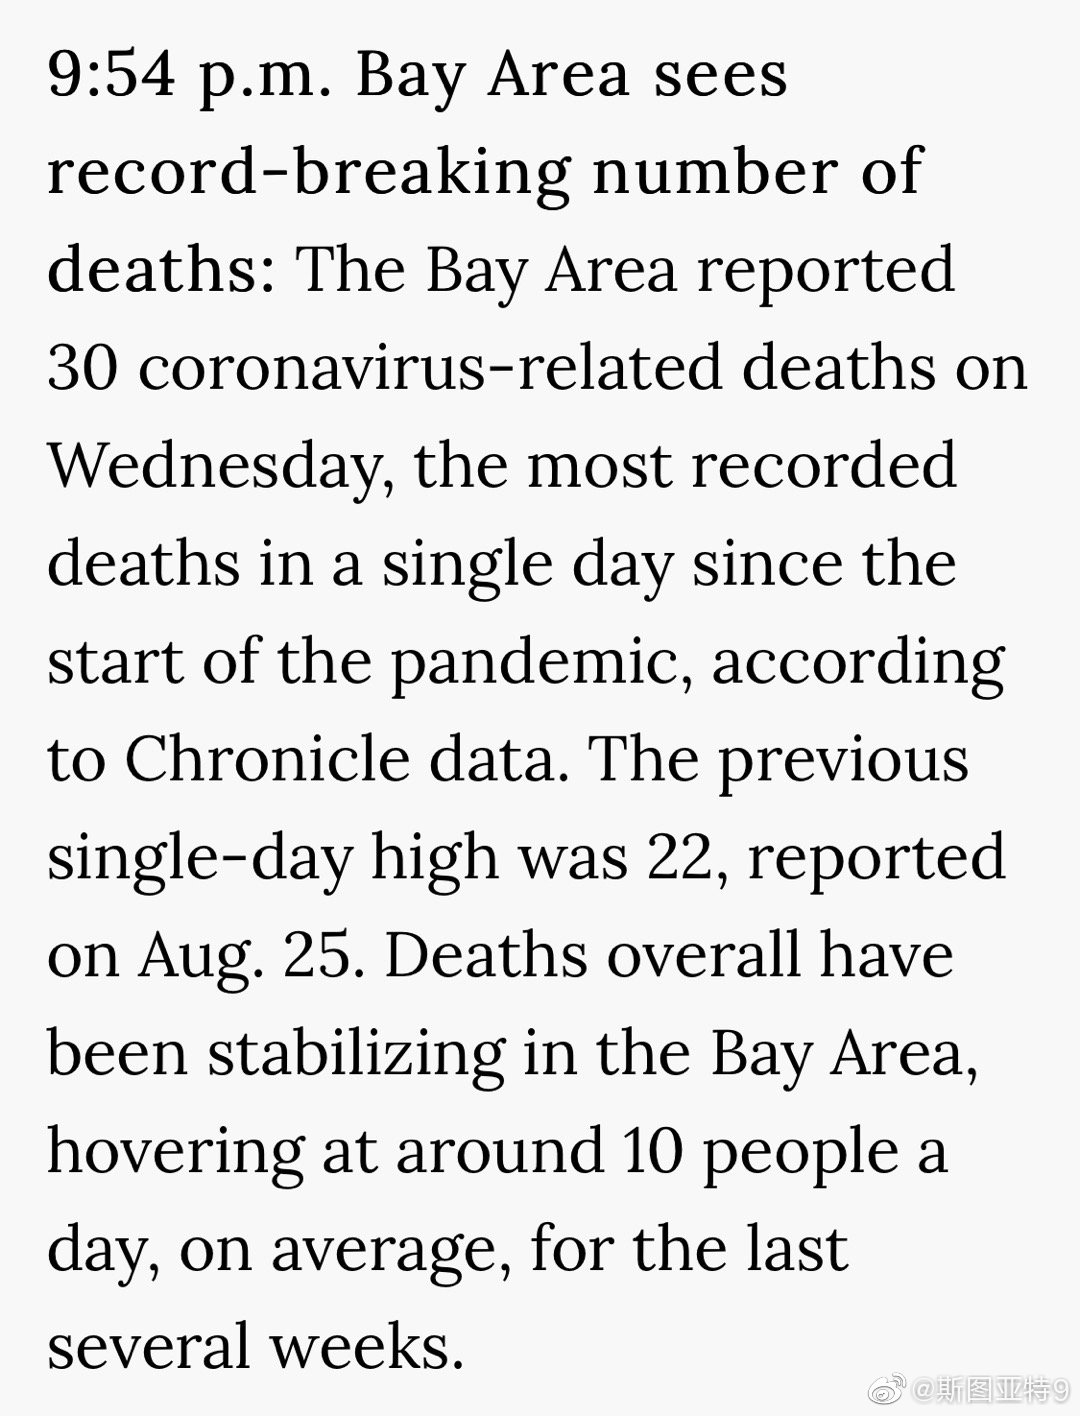 9:54 p.m. Bay Area sees
record-breaking number of
deaths: The Bay Area reported
30 coronavirus-related deaths on
Wednesday, the most recorded
deaths in a single day since the
start of the pandemic, according
to Chronicle data. The previous
single-day high was 22, reported
on Aug. 25. Deaths overall have
been stabilizing in the Bay Area,
hovering at around 10 people a
day, on average, for the last
several weeks.
@斯图亚特9